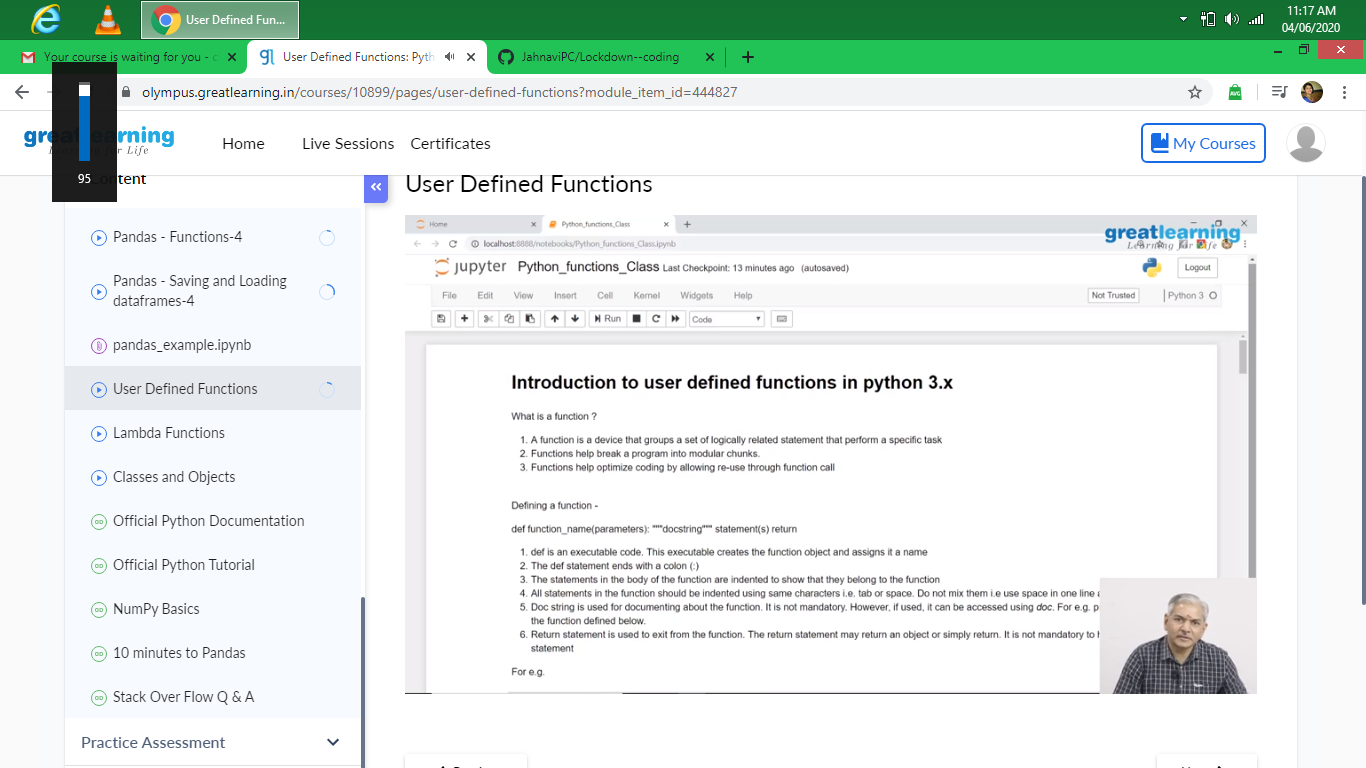 User Defined Fun...
11:17 AM
04/06/2020
Your course is waiting for you - c
User Defined Functions: Pyth
JahnaviPC/Lockdown--coding
olympus.greatlearning.in/courses/10899/pages/user-defined-functions?module_item_id=444827
AVG
greatlearning
Learning for Life
Home
Live Sessions
Certificates
My Courses
95
Content
Pandas - Functions-4
Pandas - Saving and Loading
dataframes-4
pandas_example.ipynb
User Defined Functions
Lambda Functions
Classes and Objects
Official Python Documentation
Official Python Tutorial
NumPy Basics
10 minutes to Pandas
Stack Over Flow Q & A
Practice Assessment
User Defined Functions
Home
Python_functions_Class
localhost:8888/notebooks/Python_functions_Class.ipynb
greatlearning
Learning for Life
jupyter Python_functions_Class Last Checkpoint: 13 minutes ago (autosaved)
Logout
File Edit View Insert Cell Kernel Widgets Help
Not Trusted
Python 3
Run
Code
Introduction to user defined functions in python 3.x
What is a function ?
1. A function is a device that groups a set of logically related statement that perform a specific task
2. Functions help break a program into modular chunks.
3. Functions help optimize coding by allowing re-use through function call
Defining a function -
def function_name(parameters): """docstring""" statement(s) return
1. def is an executable code. This executable creates the function object and assigns it a name
2. The def statement ends with a colon (:)
3. The statements in the body of the function are indented to show that they belong to the function
4. All statements in the function should be indented using same characters i.e. tab or space. Do not mix them i.e use space in one line
5. Doc string is used for documenting about the function. It is not mandatory. However, if used, it can be accessed using doc. For e.g.
the function defined below.
6. Return statement is used to exit from the function. The return statement may return an object or simply return. It is not mandatory to
statement
For e.g.